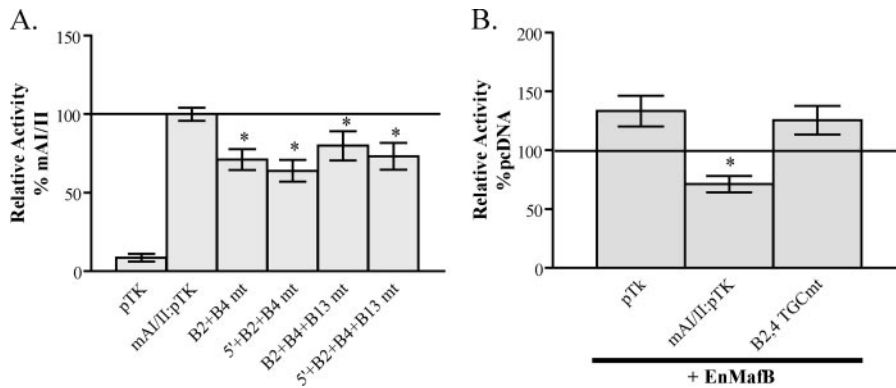 A.
Relative Activity
% mAI/II
150
100
50
0
*
*
*
*
pTK
mAI/II:pTK
B2+B4 mt
5'+B2+B4 mt
B2+B4+B13 mt
5'+B2+B4+B13 mt
B.
Relative Activity
%pcDNA
200
150
100
50
0
*
pTk
mAI/II:pTK
B2,4 TGCmt
+ EnMafB